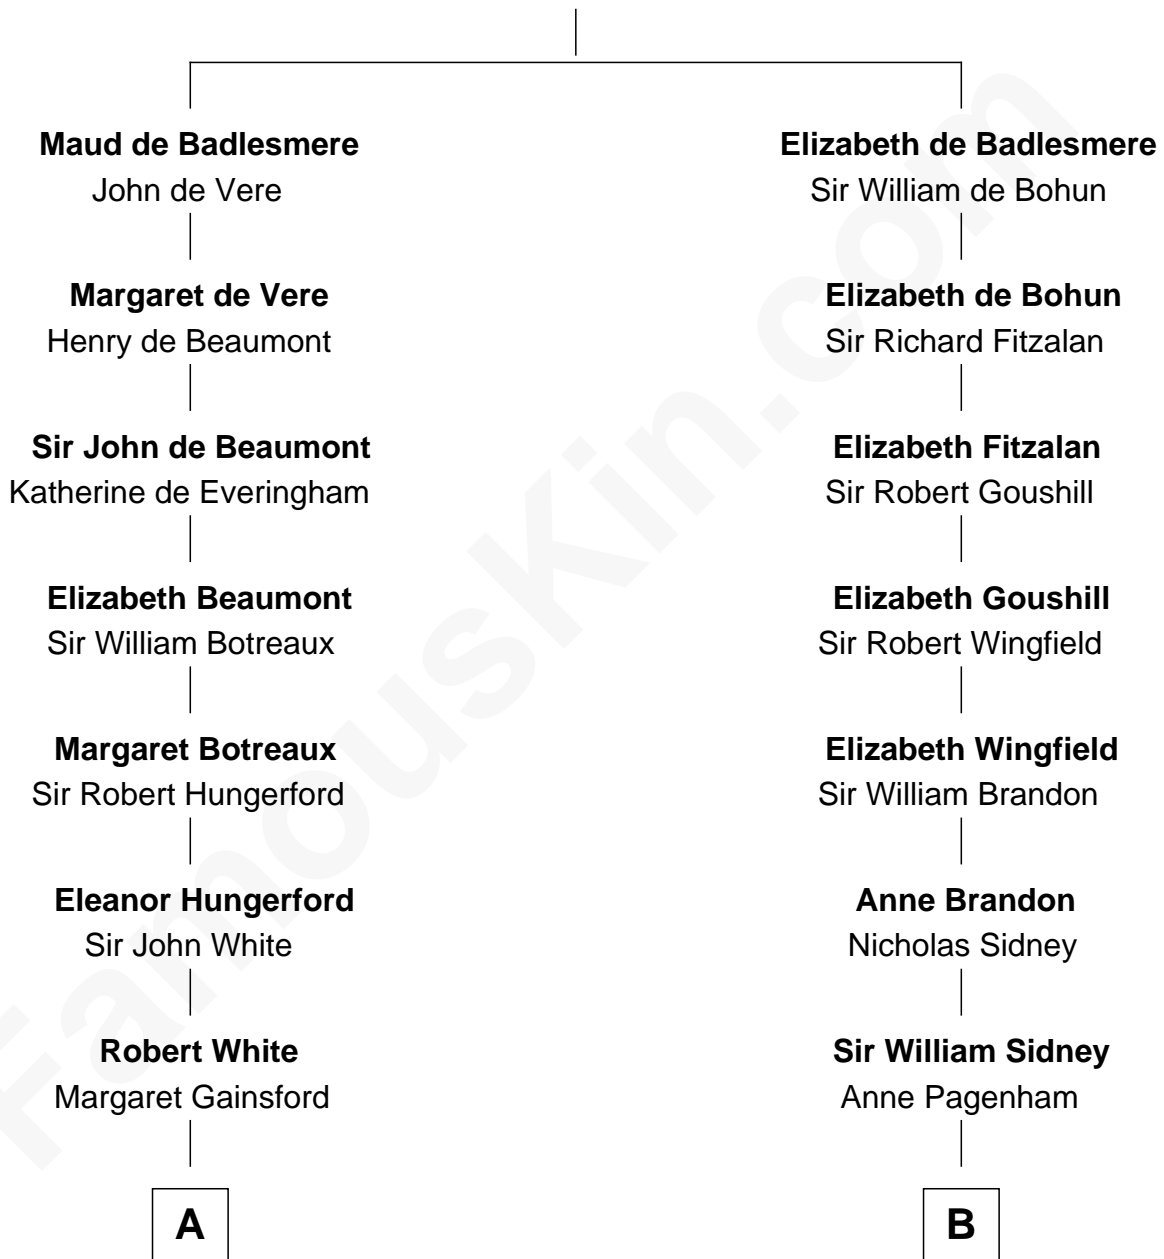 Maud de Badlesmere
John de Vere
Elizabeth de Badlesmere
Sir William de Bohun
Margaret de Vere
Henry de Beaumont
Elizabeth de Bohun
Sir Richard Fitzalan
Sir John de Beaumont
Katherine de Everingham
Elizabeth Fitzalan
Sir Robert Goushill
Elizabeth Beaumont
Sir William Botreaux
Elizabeth Goushill
Sir Robert Wingfield
Margaret Botreaux
Sir Robert Hungerford
Elizabeth Wingfield
Sir William Brandon
Eleanor Hungerford
Sir John White
Anne Brandon
Nicholas Sidney
Robert White
Margaret Gainsford
Sir William Sidney
Anne Pagenham
A
B
FamousKin.com